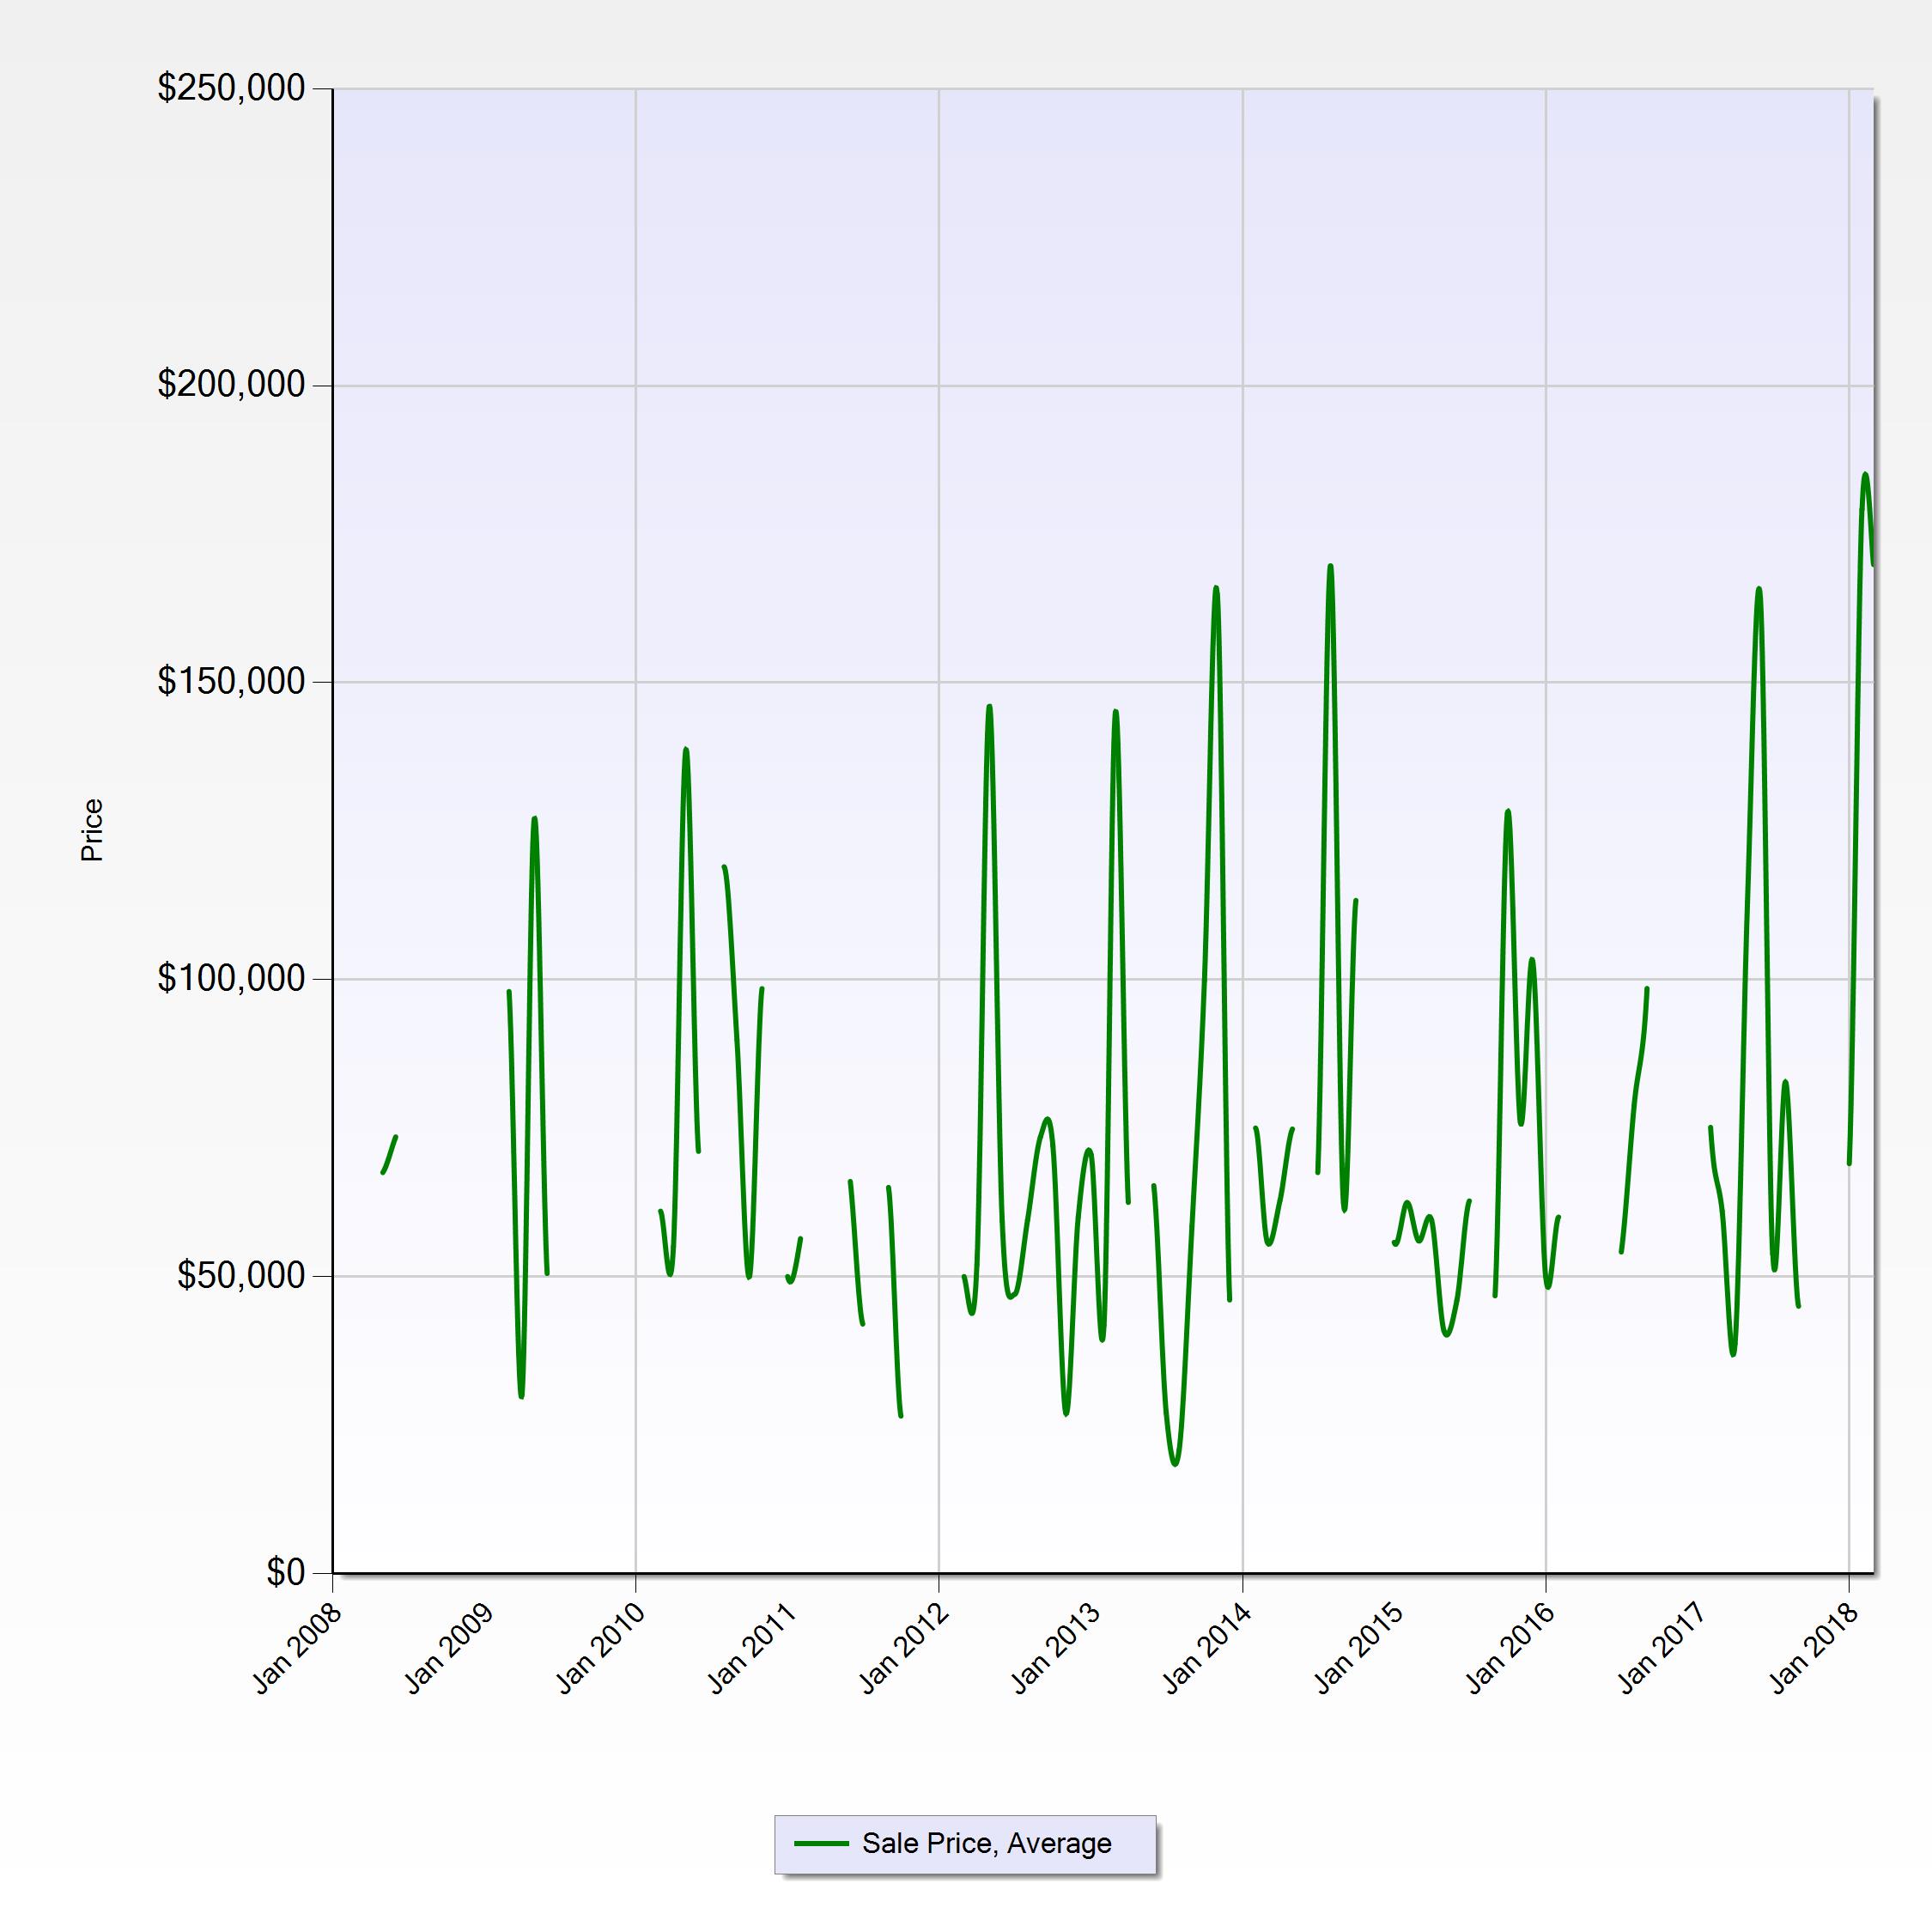 $250,000
$200,000
$150,000
$100,000
$50,000
$0
Price
Jan 2008
Jan 2009
Jan 2010
Jan 2011
Jan 2012
Jan 2013
Jan 2014
Jan 2015
Jan 2016
Jan 2017
Jan 2018
Sale Price, Average